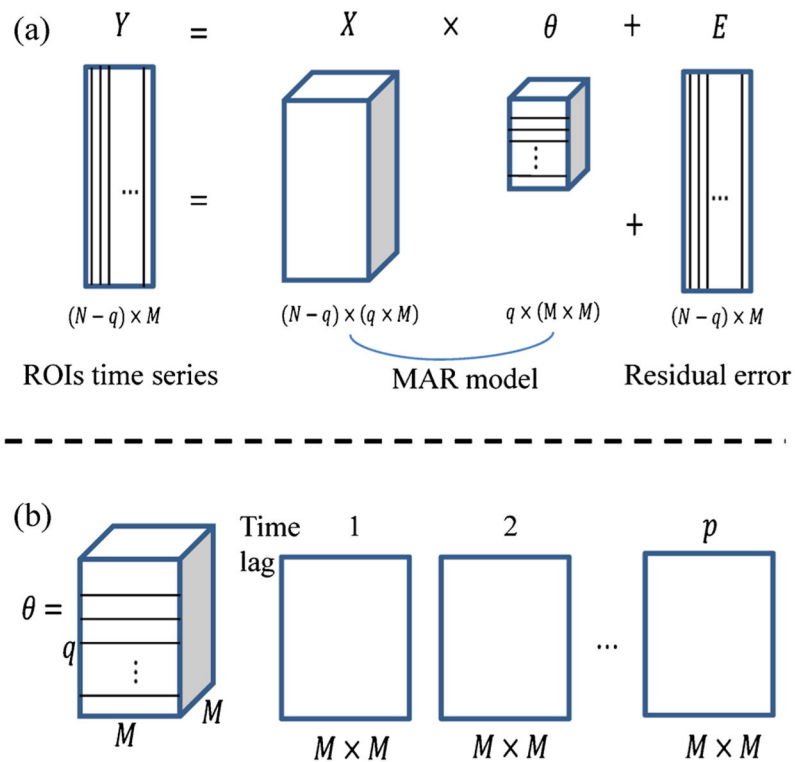 (a) Y = X × θ + E
... = ... + ...
(N − q) × M (N − q) × (q × M) q × (M × M) (N − q) × M
ROIs time series MAR model Residual error
(b) Time 1 2 p
lag
θ =
q
...
M M
M × M M × M M × M